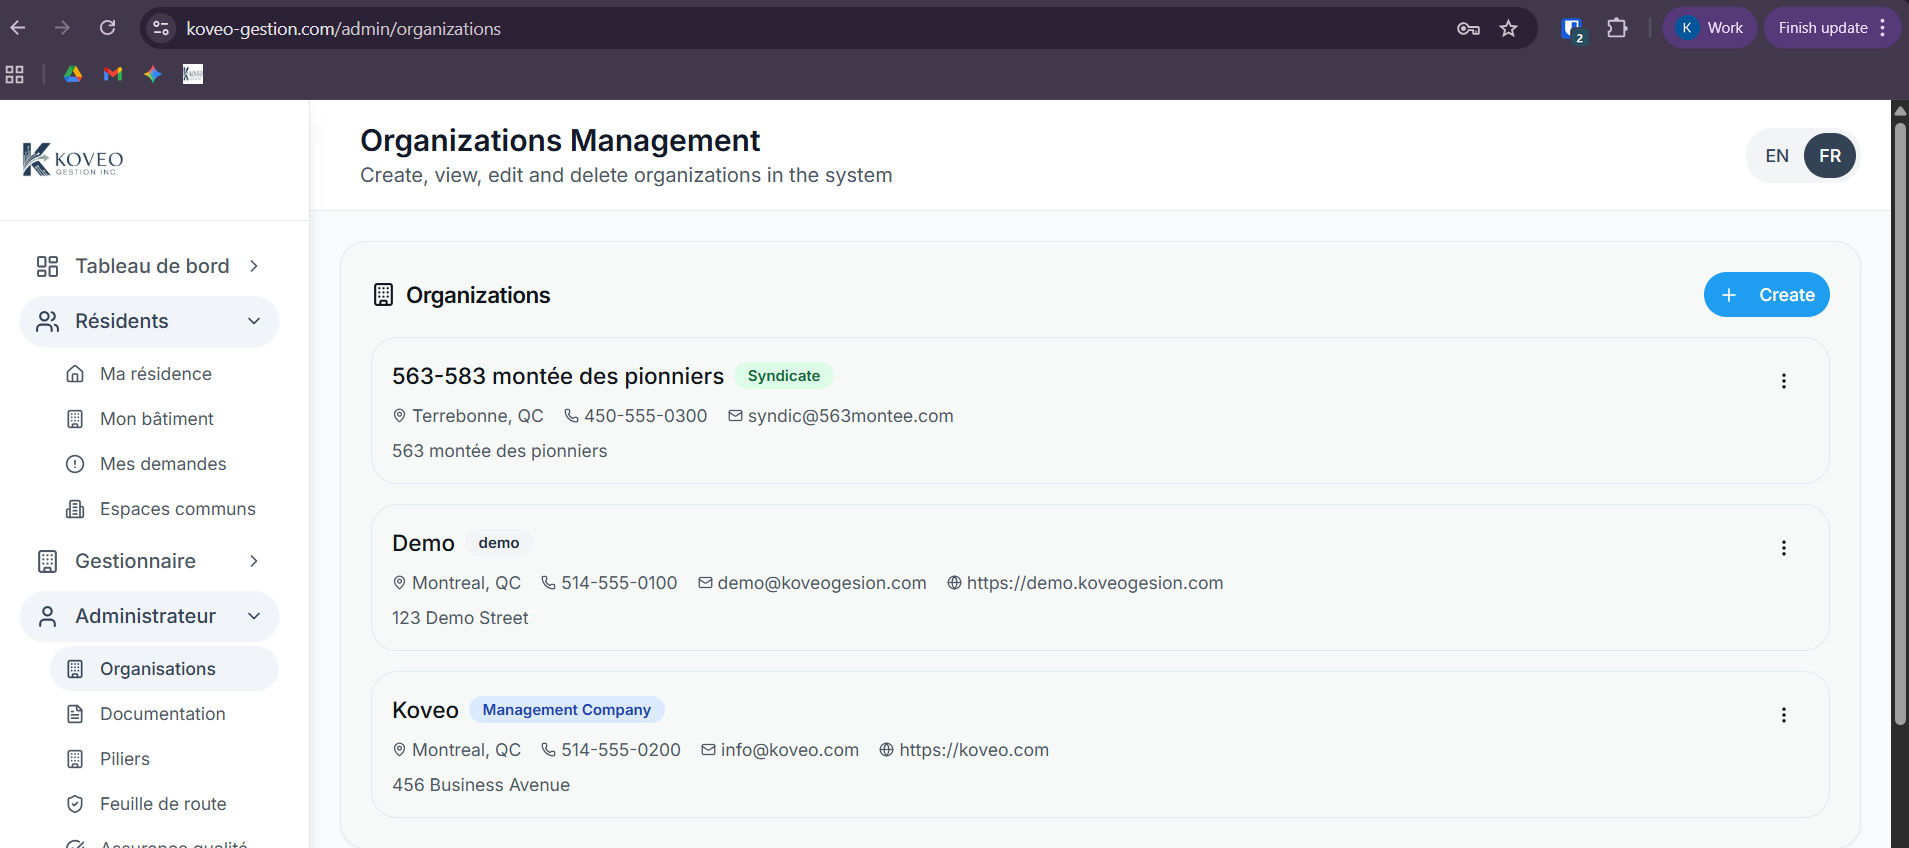 koveo-gestion.com/admin/organizations
2
K
Work
Finish update
KOVEO
GESTION INC.
Organizations Management
Create, view, edit and delete organizations in the system
EN
FR
Tableau de bord
Résidents
Ma résidence
Mon bâtiment
Mes demandes
Espaces communs
Gestionnaire
Administrateur
Organisations
Documentation
Piliers
Feuille de route
Assurance qualité
Organizations
+ Create
563-583 montée des pionniers Syndicate
Terrebonne, QC 450-555-0300 syndic@563montee.com
563 montée des pionniers
Demo demo
Montreal, QC 514-555-0100 demo@koveogesion.com https://demo.koveogesion.com
123 Demo Street
Koveo Management Company
Montreal, QC 514-555-0200 info@koveo.com https://koveo.com
456 Business Avenue